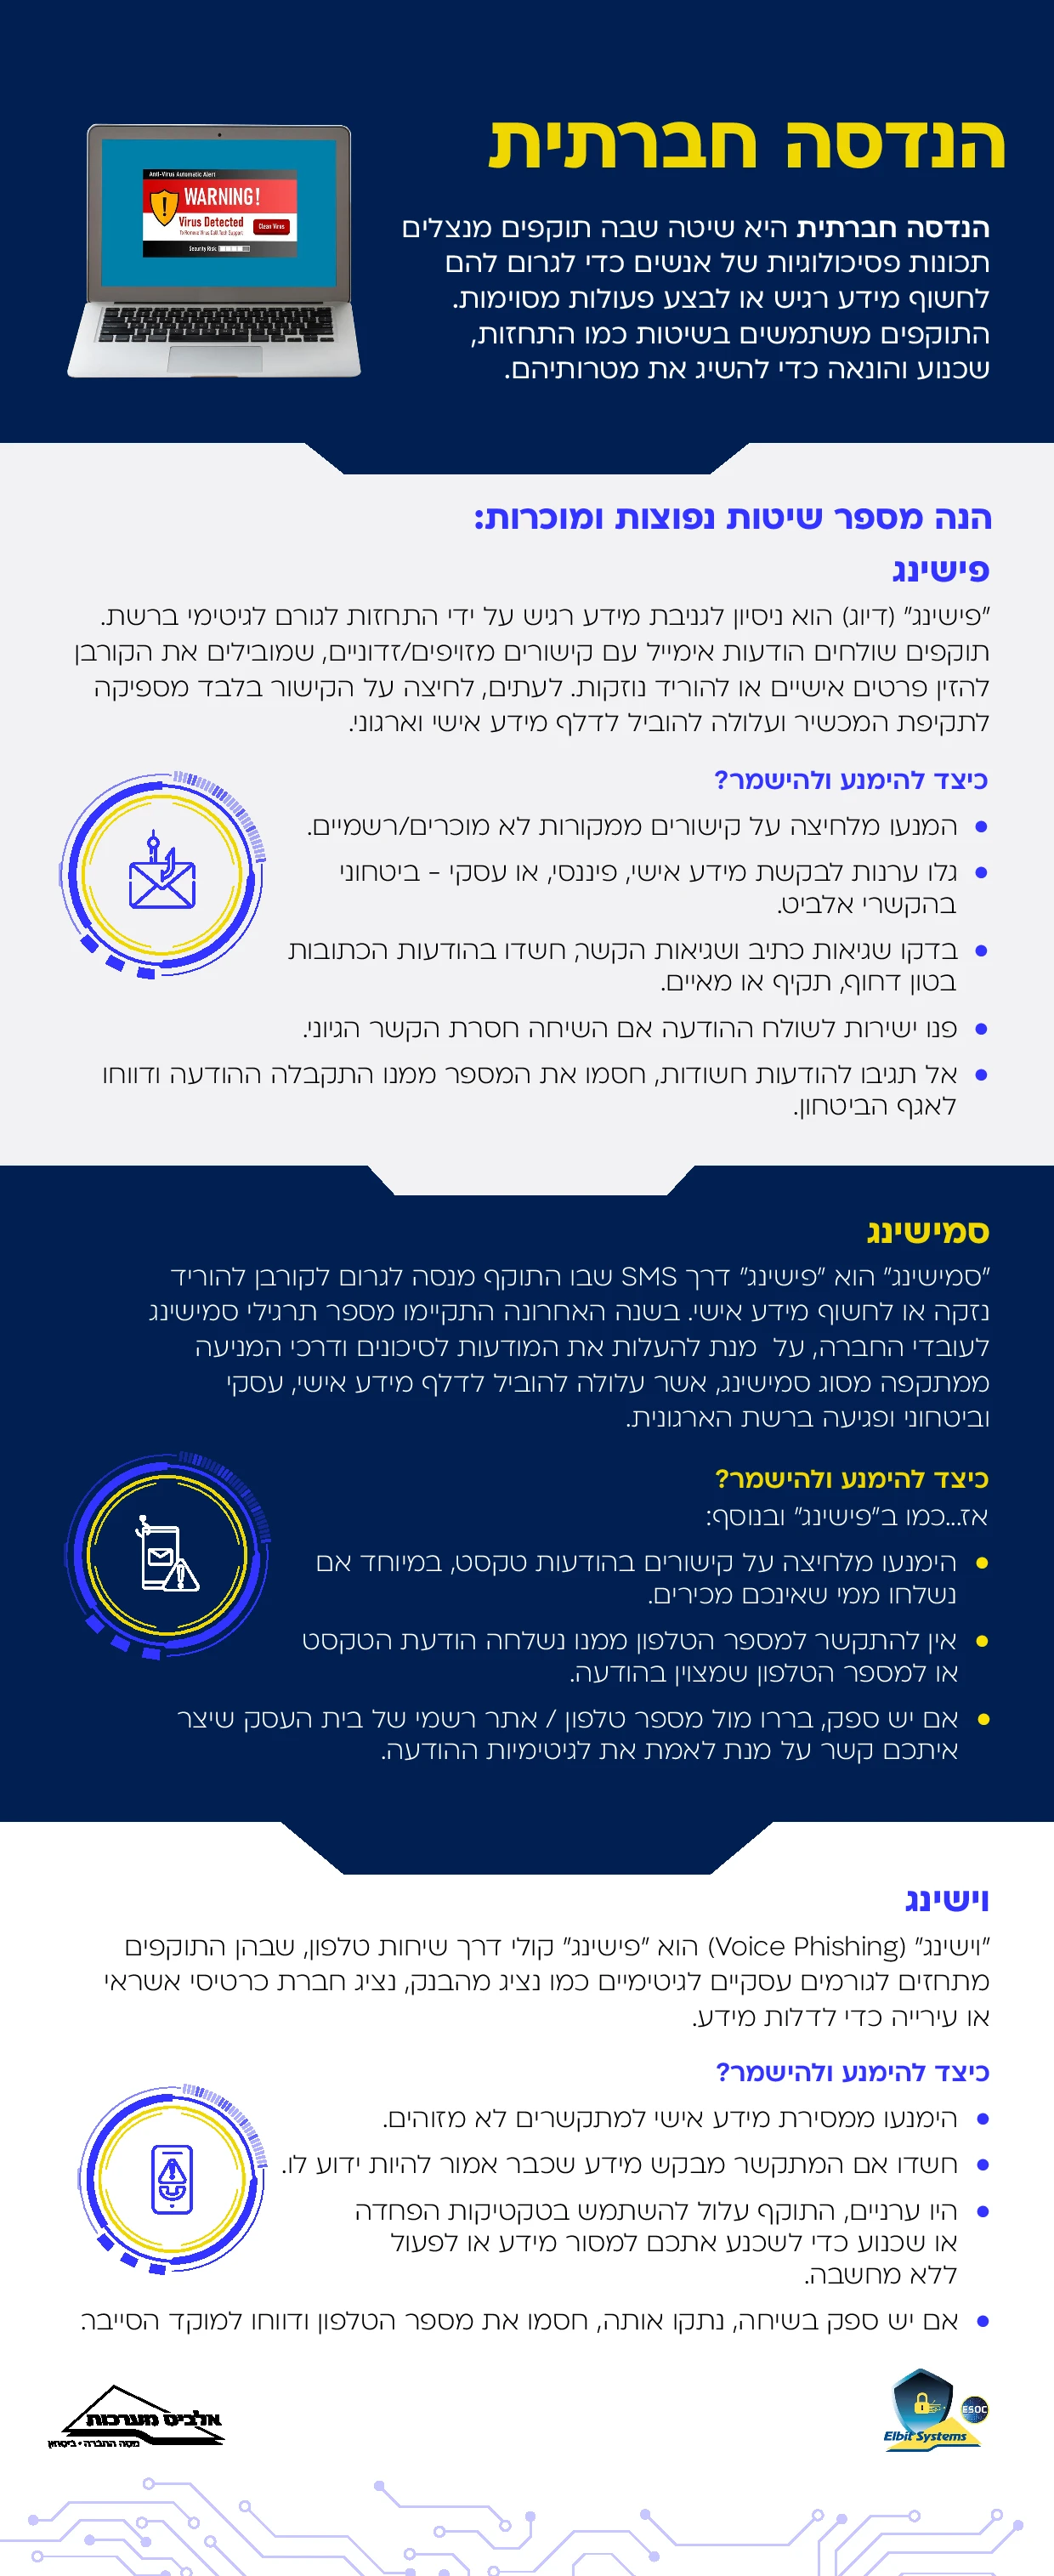 הנדסה חברתית
Anti-Virus Automatic Alert
WARNING!
Virus Detected
To Remove Virus Call Tech Support
Clean Virus
Security Risk:
הנדסה חברתית היא שיטה שבה תוקפים מנצלים
תכונות פסיכולוגיות של אנשים כדי לגרום להם
לחשוף מידע רגיש או לבצע פעולות מסוימות.
התוקפים משתמשים בשיטות כמו התחזות,
שכנוע והונאה כדי להשיג את מטרותיהם.
הנה מספר שיטות נפוצות ומוכרות:
פישינג
"פישינג" (דיוג) הוא ניסיון לגניבת מידע רגיש על ידי התחזות לגורם לגיטימי ברשת.
תוקפים שולחים הודעות אימייל עם קישורים מזויפים/זדוניים, שמובילים את הקורבן
להזין פרטים אישיים או להוריד נוזקות. לעתים, לחיצה על הקישור בלבד מספיקה
לתקיפת המכשיר ועלולה להוביל לדלף מידע אישי וארגוני.
כיצד להימנע ולהישמר?
• המנעו מלחיצה על קישורים ממקורות לא מוכרים/רשמיים.
• גלו ערנות לבקשת מידע אישי, פיננסי, או עסקי - ביטחוני
בהקשרי אלביט.
• בדקו שגיאות כתיב ושגיאות הקשר, חשדו בהודעות הכתובות
בטון דחוף, תקיף או מאיים.
• פנו ישירות לשולח ההודעה אם השיחה חסרת הקשר הגיוני.
• אל תגיבו להודעות חשודות, חסמו את המספר ממנו התקבלה ההודעה ודווחו
לאגף הביטחון.
סמישינג
"סמישינג" הוא "פישינג" דרך SMS שבו התוקף מנסה לגרום לקורבן להוריד
נזקה או לחשוף מידע אישי. בשנה האחרונה התקיימו מספר תרגילי סמישינג
לעובדי החברה, על מנת להעלות את המודעות לסיכונים ודרכי המניעה
ממתקפה מסוג סמישינג, אשר עלולה להוביל לדלף מידע אישי, עסקי
וביטחוני ופגיעה ברשת הארגונית.
כיצד להימנע ולהישמר?
אז...כמו ב"פישינג" ובנוסף:
• הימנעו מלחיצה על קישורים בהודעות טקסט, במיוחד אם
נשלחו ממי שאינכם מכירים.
• אין להתקשר למספר הטלפון ממנו נשלחה הודעת הטקסט
או למספר הטלפון שמצוין בהודעה.
• אם יש ספק, בררו מול מספר טלפון / אתר רשמי של בית העסק שיצר
איתכם קשר על מנת לאמת את לגיטימיות ההודעה.
וישינג
"וישינג" (Voice Phishing) הוא "פישינג" קולי דרך שיחות טלפון, שבהן התוקפים
מתחזים לגורמים עסקיים לגיטימיים כמו נציג מהבנק, נציג חברת כרטיסי אשראי
או עירייה כדי לדלות מידע.
כיצד להימנע ולהישמר?
• הימנעו ממסירת מידע אישי למתקשרים לא מזוהים.
• חשדו אם המתקשר מבקש מידע שכבר אמור להיות ידוע לו.
• היו ערניים, התוקף עלול להשתמש בטקטיקות הפחדה
או שכנוע כדי לשכנע אתכם למסור מידע או לפעול
ללא מחשבה.
• אם יש ספק בשיחה, נתקו אותה, חסמו את מספר הטלפון ודווחו למוקד הסייבר.
ESOC
Elbit Systems
אלביט מערכות
מטה החברה • ביטחון